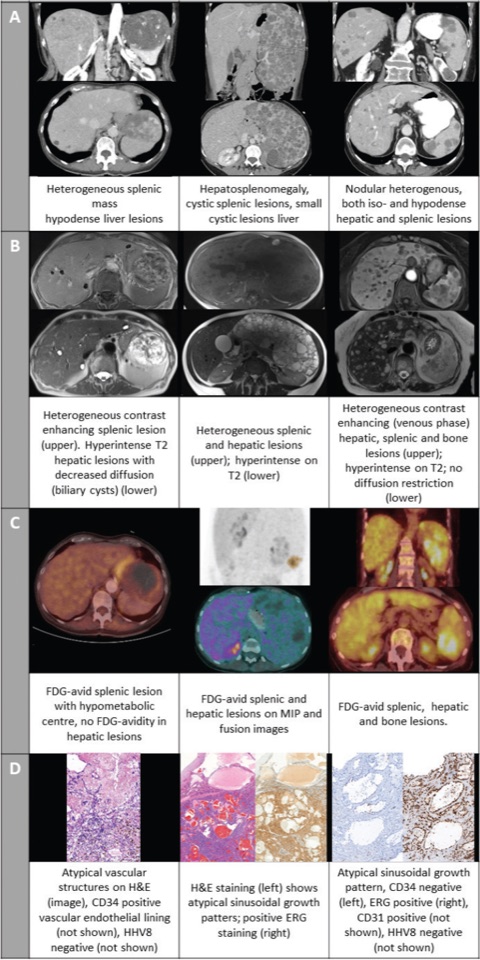 A
Heterogeneous splenic
mass
hypodense liver lesions
Hepatosplenomegaly,
cystic splenic lesions, small
cystic lesions liver
Nodular heterogenous,
both iso- and hypodense
hepatic and splenic lesions
B
Heterogeneous contrast
enhancing splenic lesion
(upper). Hyperintense T2
hepatic lesions with
decreased diffusion
(biliary cysts) (lower)
Heterogeneous splenic
and hepatic lesions
(upper); hyperintense on
T2 (lower)
Heterogeneous contrast
enhancing (venous phase)
hepatic, splenic and bone
lesions (upper);
hyperintense on T2; no
diffusion restriction
(lower)
C
FDG-avid splenic lesion
with hypometabolic
centre, no FDG-avidity in
hepatic lesions
FDG-avid splenic and
hepatic lesions on MIP and
fusion images
FDG-avid splenic, hepatic
and bone lesions.
D
Atypical vascular
structures on H&E
(image), CD34 positive
vascular endothelial lining
(not shown), HHV8
negative (not shown)
H&E staining (left) shows
atypical sinusoidal growth
patters; positive ERG
staining (right)
Atypical sinusoidal growth
pattern, CD34 negative
(left), ERG positive (right),
CD31 positive (not
shown), HHV8 negative
(not shown)